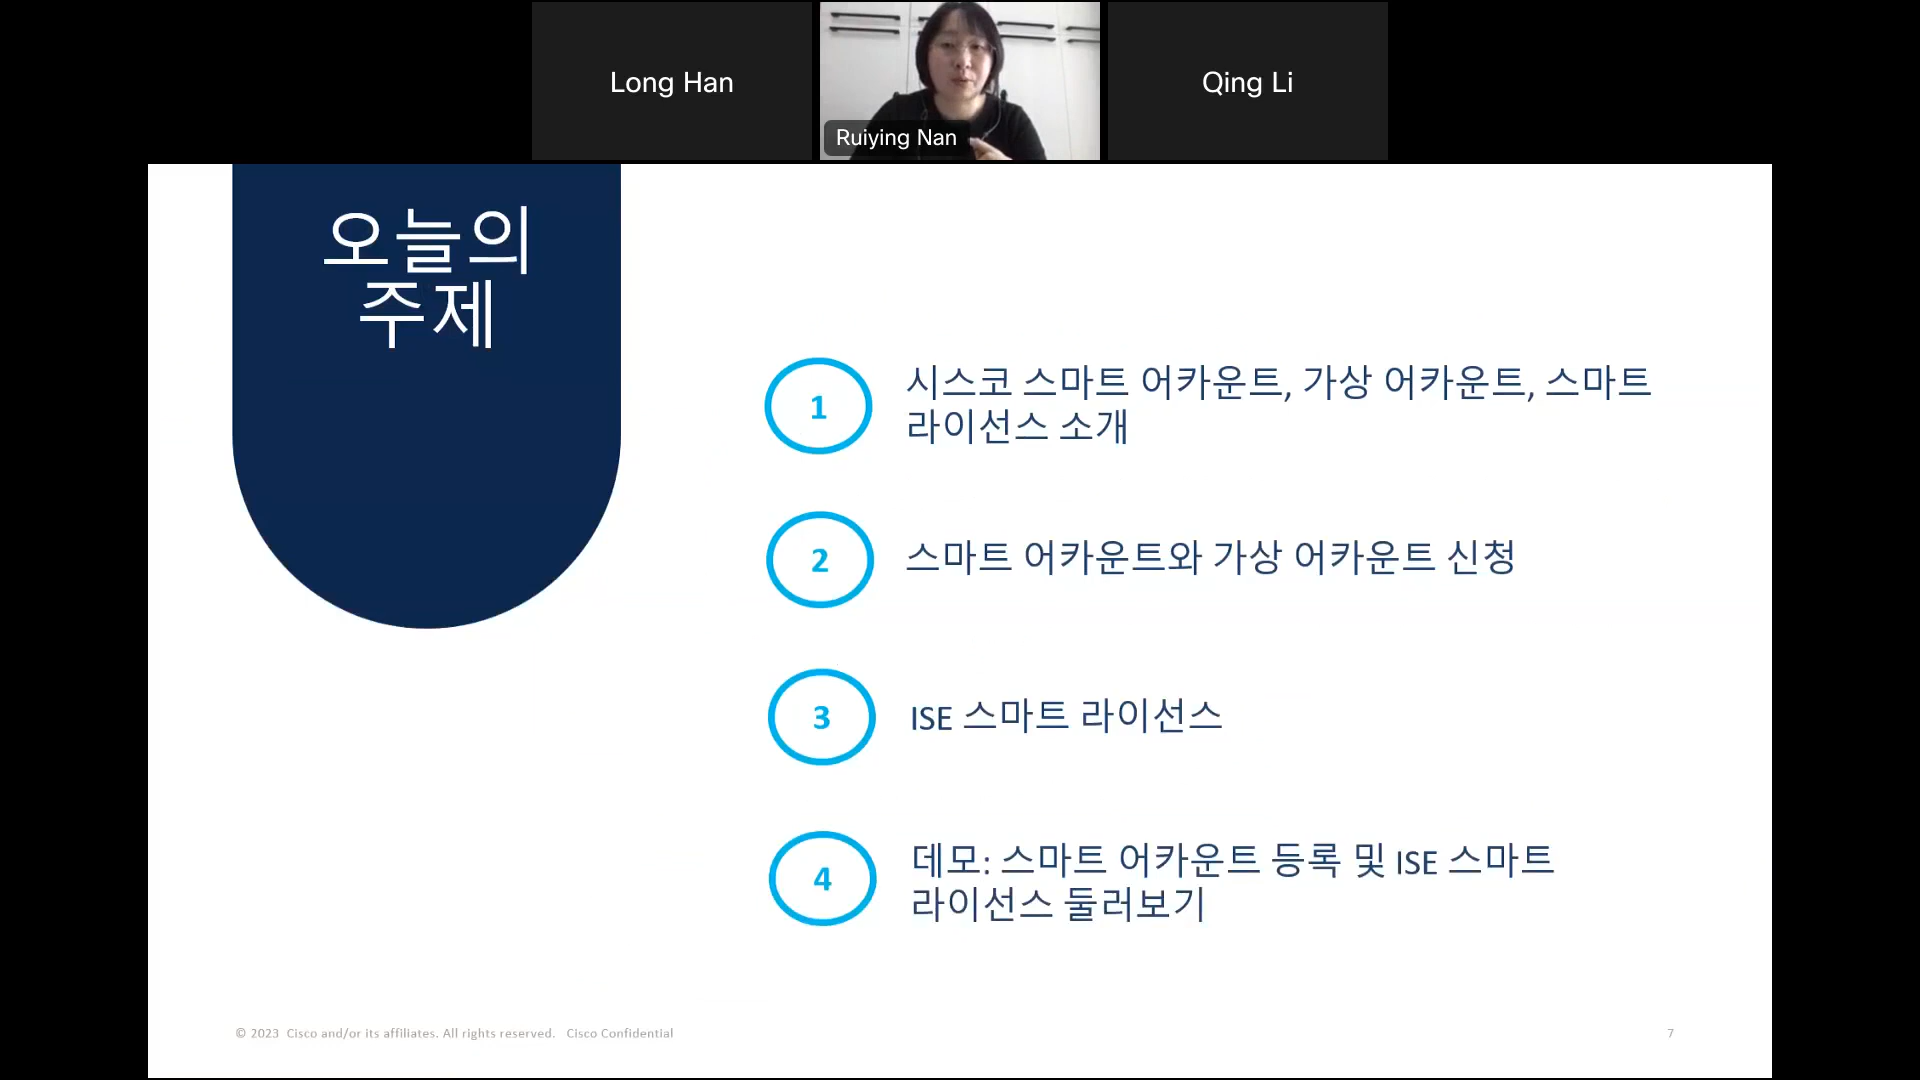 Long Han
Ruiying Nan
Qing Li
오늘의
주제
1
시스코 스마트 어카운트, 가상 어카운트, 스마트
라이선스 소개
2
스마트 어카운트와 가상 어카운트 신청
3
ISE 스마트 라이선스
4
데모: 스마트 어카운트 등록 및 ISE 스마트
라이선스 둘러보기
© 2023 Cisco and/or its affiliates. All rights reserved. Cisco Confidential
7